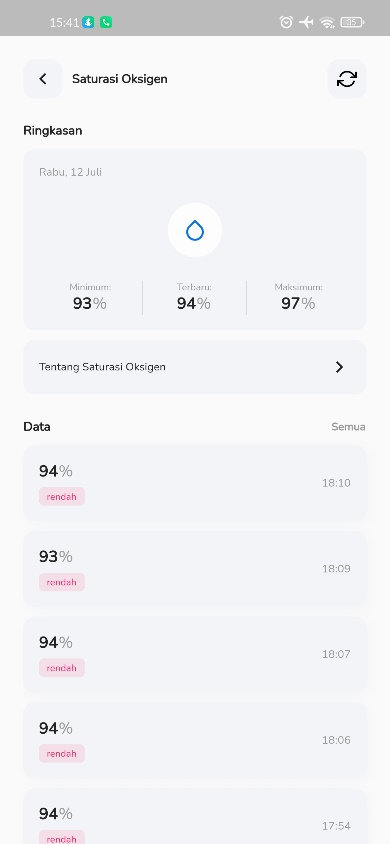 15:41
85
Saturasi Oksigen
Ringkasan
Rabu, 12 Juli
Minimum: Terbaru: Maksimum:
93% 94% 97%
Tentang Saturasi Oksigen
Data Semua
94%
rendah
18:10
93%
rendah
18:09
94%
rendah
18:07
94%
rendah
18:06
94%
rendah
17:54